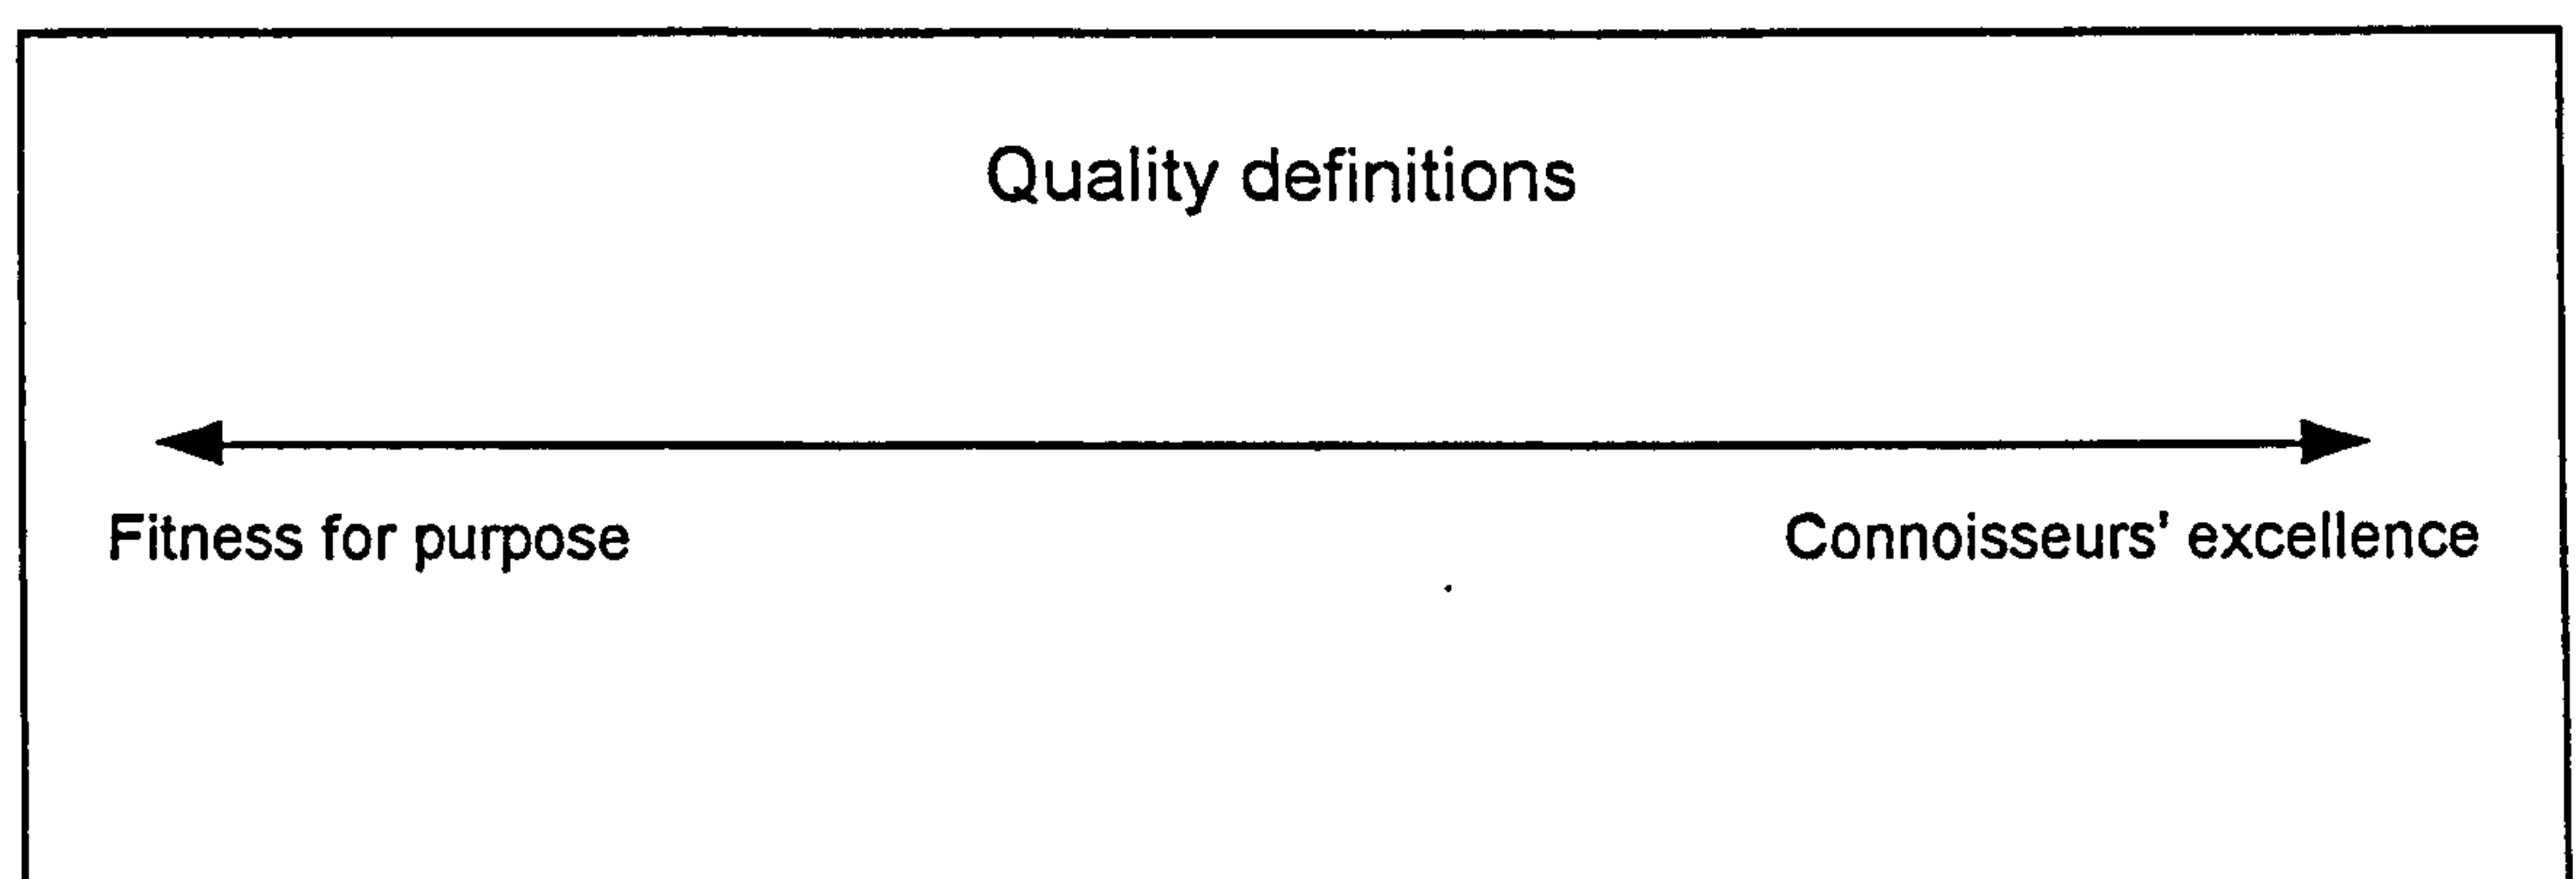 Quality definitions
Fitness for purpose
Connoisseurs' excellence